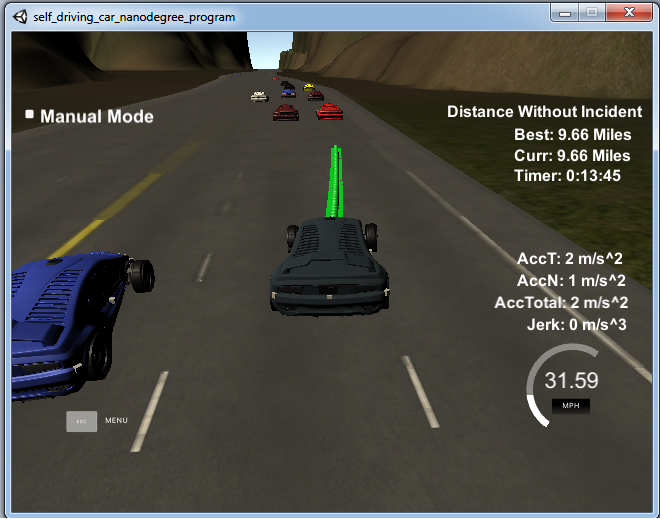 self_driving_car_nanodegree_program
Manual Mode
Distance Without Incident
Best: 9.66 Miles
Curr: 9.66 Miles
Timer: 0:13:45
AccT: 2 m/s^2
AccN: 1 m/s^2
AccTotal: 2 m/s^2
Jerk: 0 m/s^3
31.59
MPH
ESC MENU